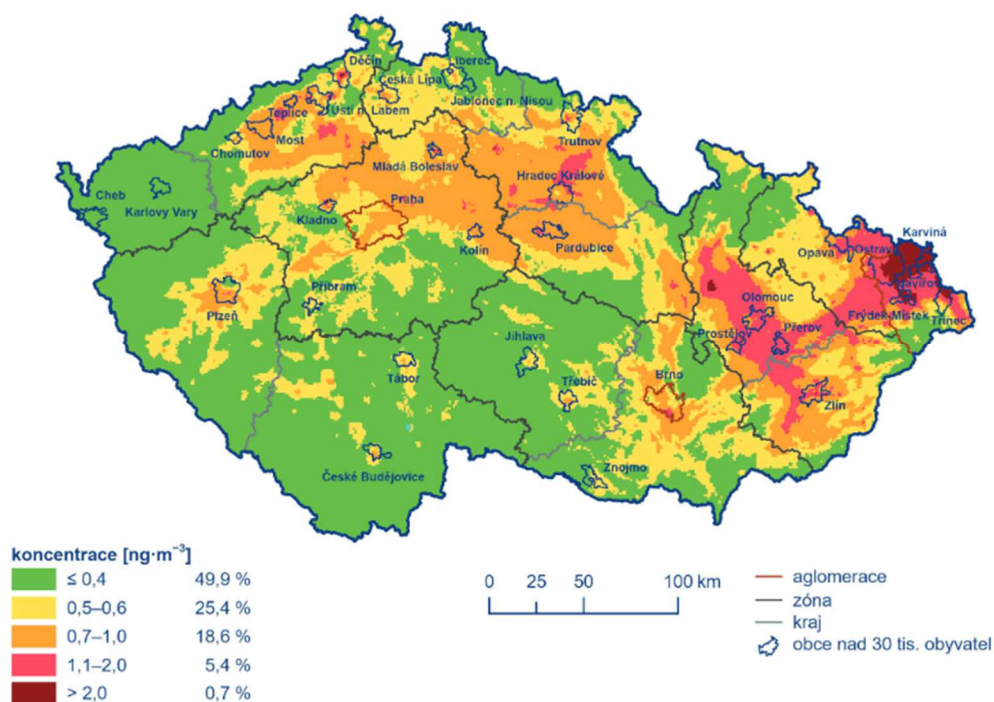 Děčín
Liberec
Česká Lípa
Jablonec n. Nisou
Teplice
Ústí n. Labem
Most
Trutnov
Chomutov
Mladá Boleslav
Hradec Králové
Cheb
Karlovy Vary
Praha
Kladno
Karviná
Kolín
Pardubice
Opava
Ostrava
Havířov
Příbram
Olomouc
Frýdek-Místek
Plzeň
Třinec
Jihlava
Prostějov
Přerov
Tábor
Třebíč
Brno
Zlín
České Budějovice
Znojmo
koncentrace [ng·m⁻³]
≤ 0,4 49,9 %
0,5–0,6 25,4 %
0,7–1,0 18,6 %
1,1–2,0 5,4 %
> 2,0 0,7 %
0 25 50 100 km
aglomerace
zóna
kraj
obce nad 30 tis. obyvatel